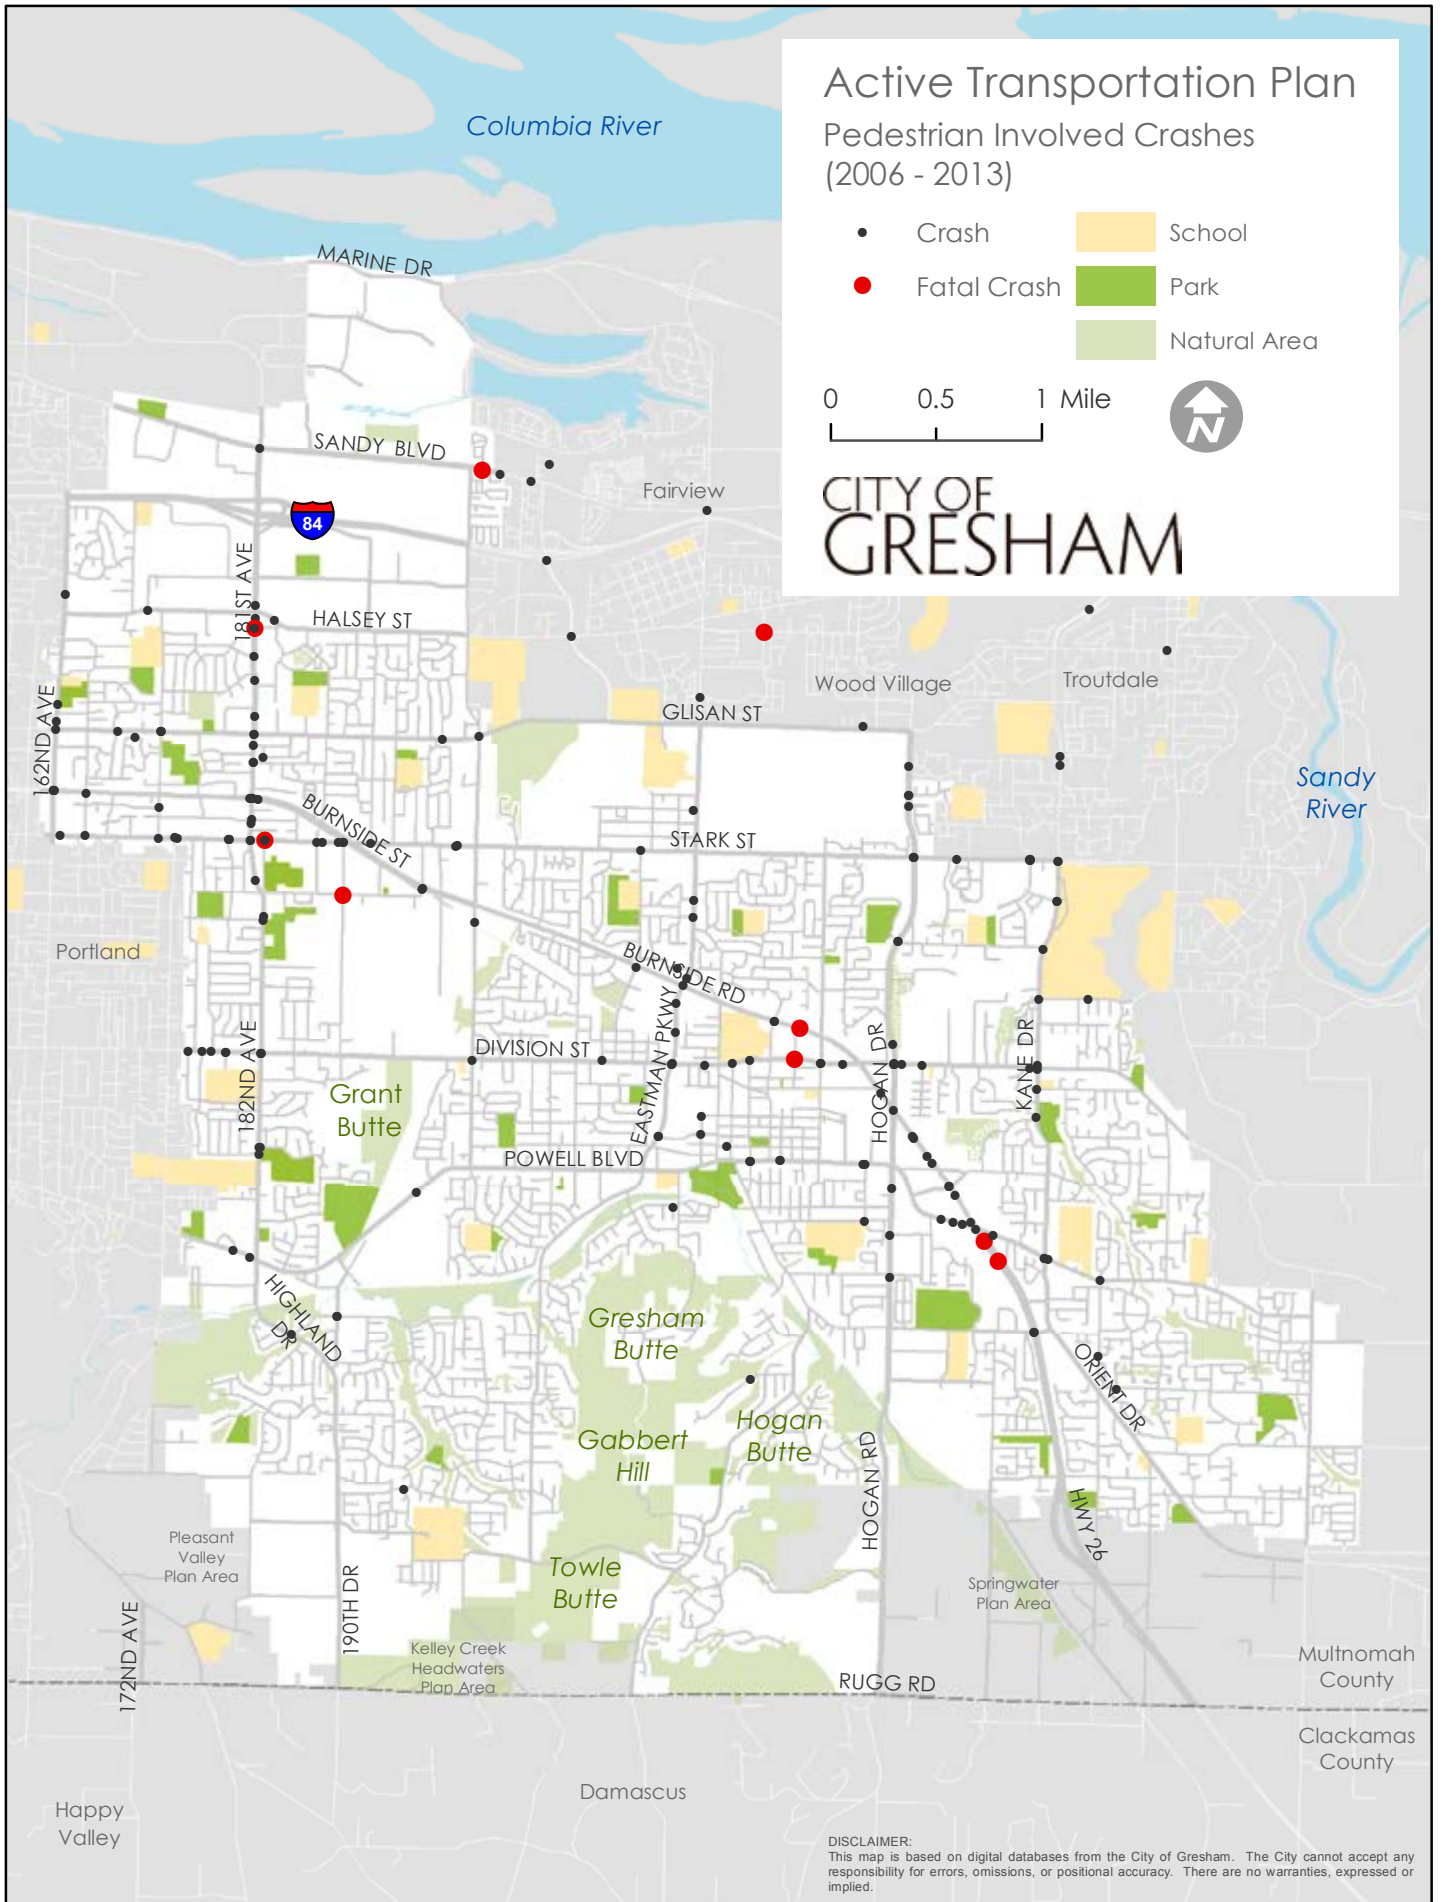 Active Transportation Plan
Pedestrian Involved Crashes
(2006 - 2013)
Crash
School
Fatal Crash
Park
Natural Area
0 0.5 1 Mile
N
CITY OF
GRESHAM
Columbia River
MARINE DR
SANDY BLVD
Fairview
84
181ST AVE
HALSEY ST
Wood Village
Troutdale
162ND AVE
GLISAN ST
Sandy
River
BURNSIDE ST
STARK ST
Portland
BURNSIDE RD
EASTMAN PKWY
HOGAN DR
KANE DR
182ND AVE
DIVISION ST
Grant
Butte
POWELL BLVD
HIGHLAND
DR
Gresham
Butte
ORIENT DR
Hogan
Butte
Gabbert
Hill
HOGAN RD
HWY 26
Pleasant
Valley
Plan Area
Towle
Butte
Springwater
Plan Area
190TH DR
172ND AVE
Kelley Creek
Headwaters
Plan Area
RUGG RD
Multnomah
County
Clackamas
County
Damascus
Happy
Valley
DISCLAIMER:
This map is based on digital databases from the City of Gresham. The City cannot accept any
responsibility for errors, omissions, or positional accuracy. There are no warranties, expressed or
implied.